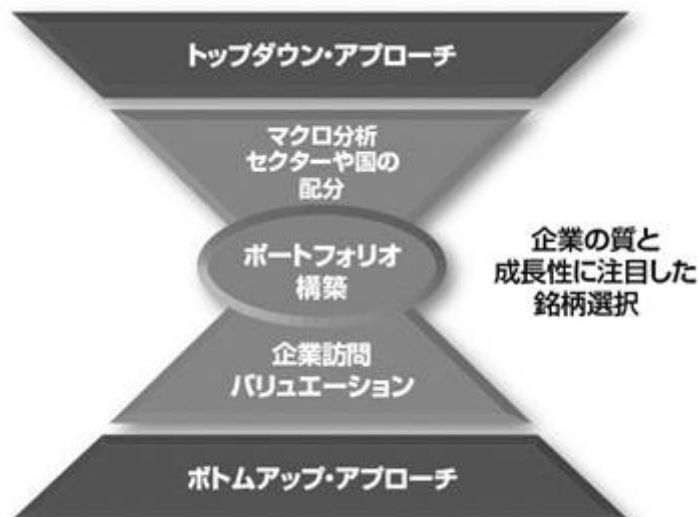 トップダウン・アプローチ
マクロ分析
セクターや国の
配分
ポートフォリオ
構築
企業の質と
成長性に注目した
銘柄選択
企業訪問
バリュエーション
ボトムアップ・アプローチ